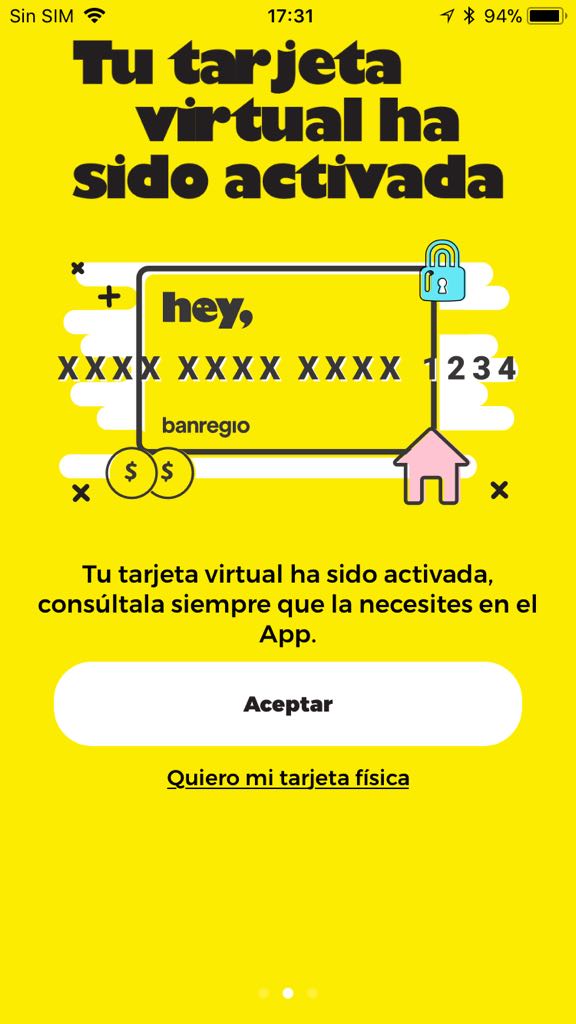 Sin SIM 17:31 94%
Tu tarjeta
virtual ha
sido activada
hey,
XXXX XXXX XXXX 1234
banregio
$ $
Tu tarjeta virtual ha sido activada,
consúltala siempre que la necesites en el
App.
Aceptar
Quiero mi tarjeta física